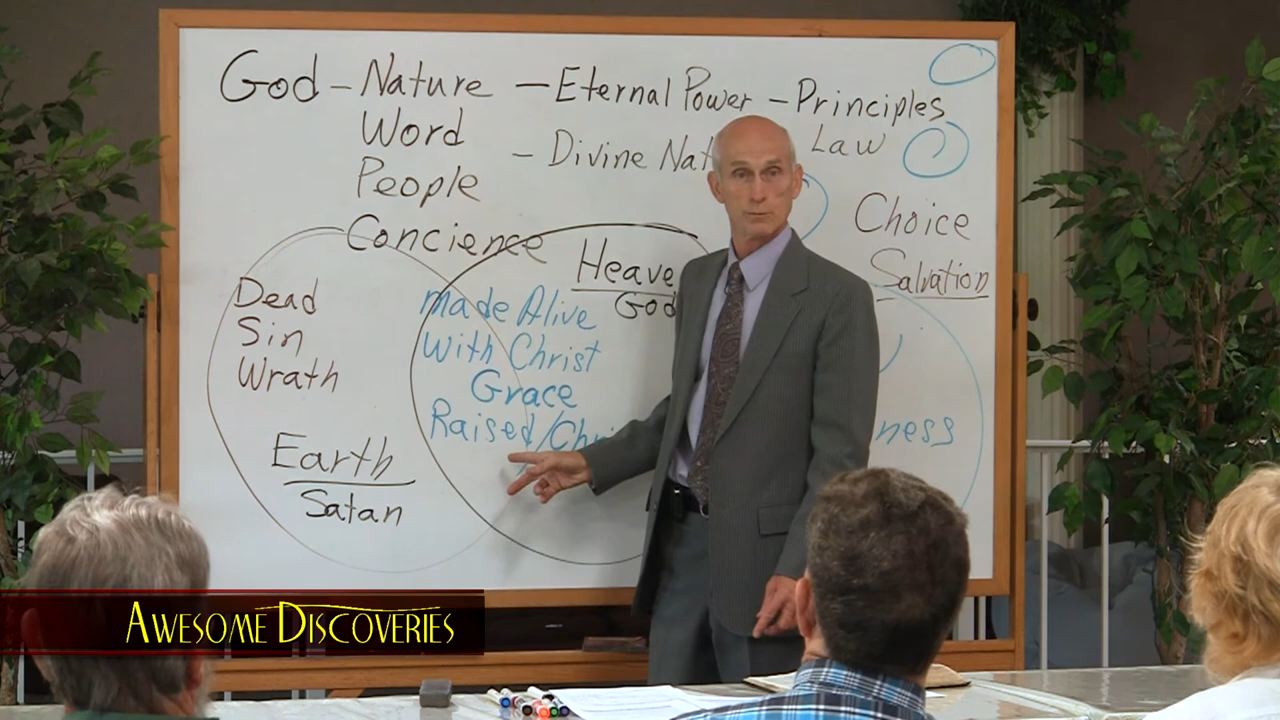 God – Nature – Eternal Power – Principles
Word – Divine Nat Law
People
Choice
Concience
Salvation
Heave
God
Dead
Sin
Wrath
made Alive
With Christ
Grace
Raised/Chri
ness
Earth
Satan
AWESOME DISCOVERIES